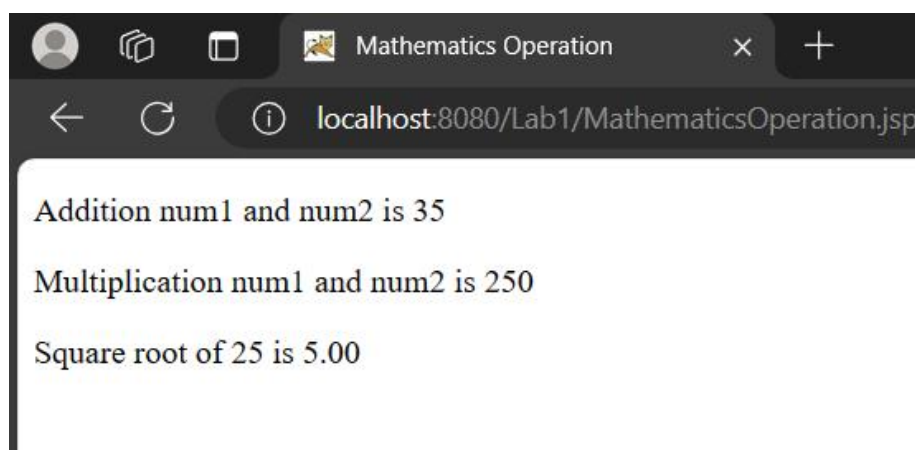 Mathematics Operation
localhost:8080/Lab1/MathematicsOperation.jsp
Addition num1 and num2 is 35
Multiplication num1 and num2 is 250
Square root of 25 is 5.00